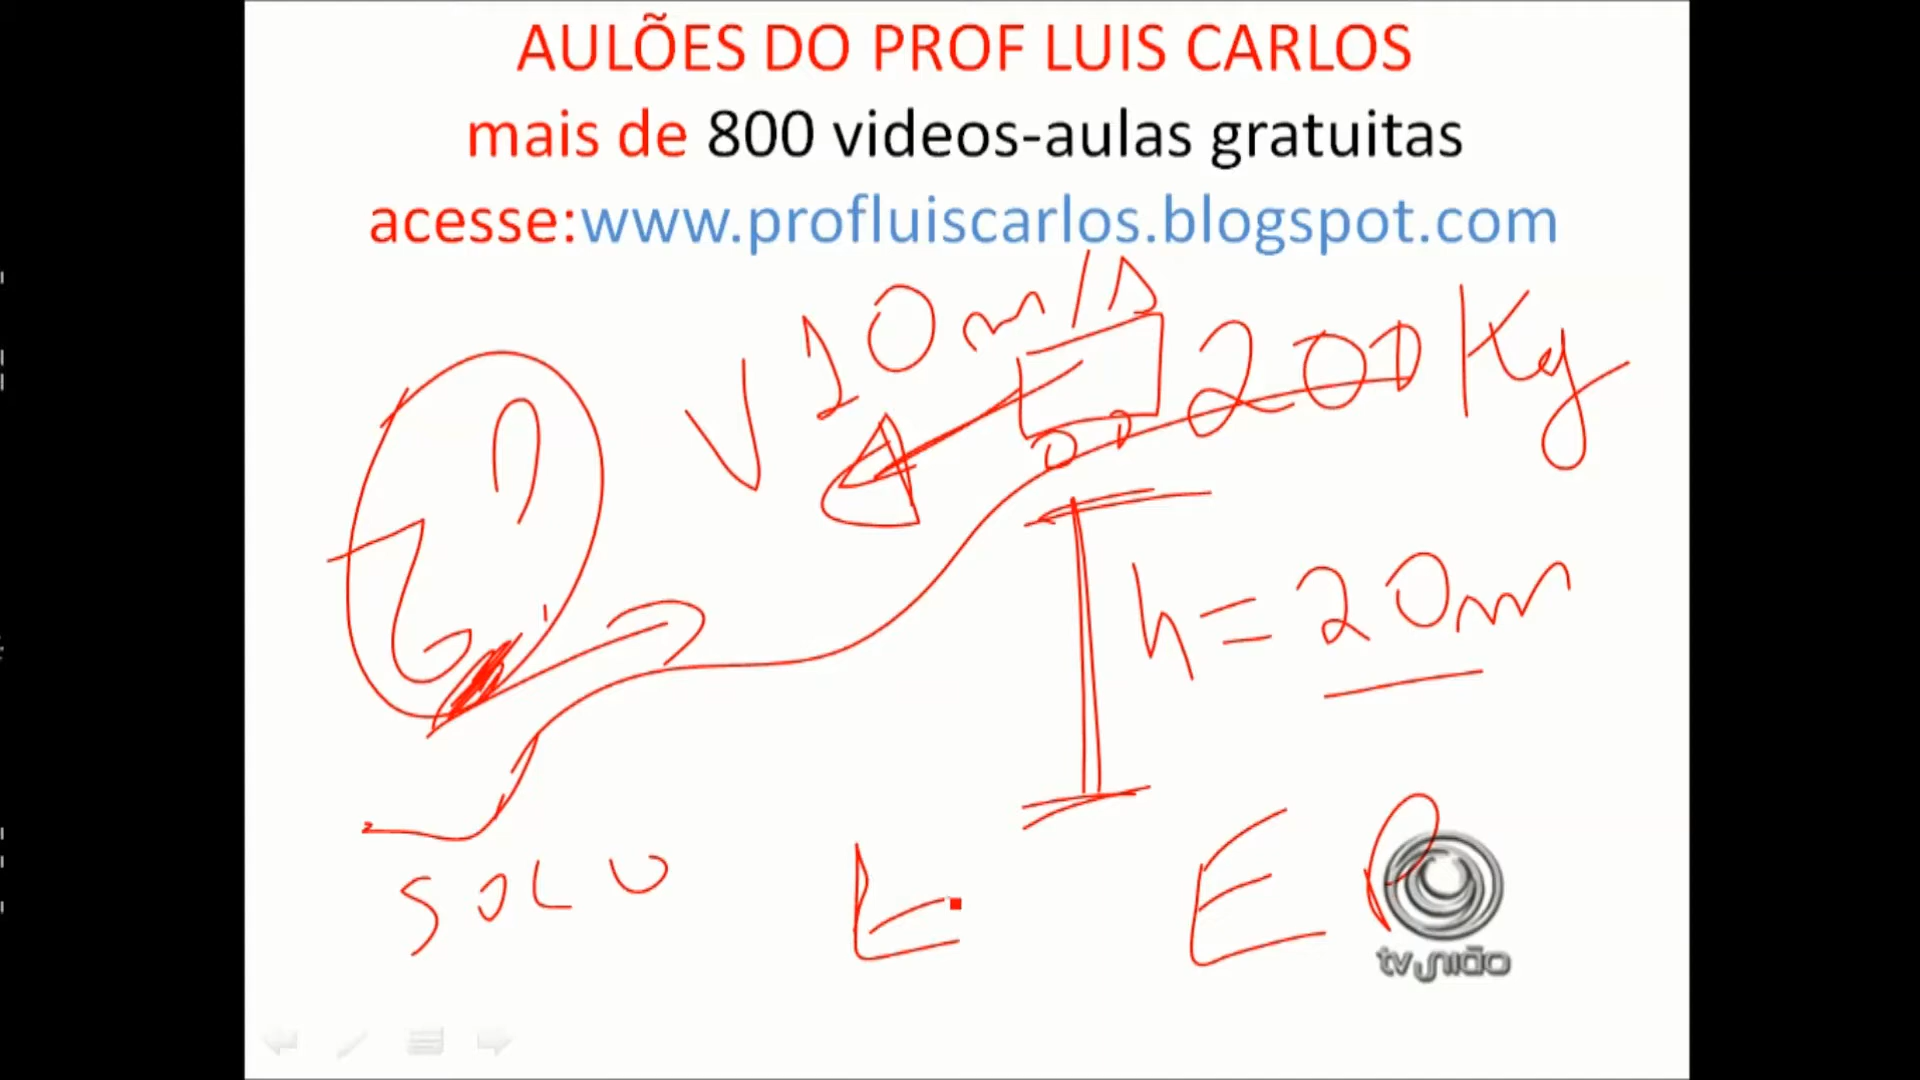 AULÕES DO PROF LUIS CARLOS
mais de 800 videos-aulas gratuitas
acesse:www.profluiscarlos.blogspot.com
V 10m/s
200 Kg
h = 20m
SOLO
E
E P
tv união